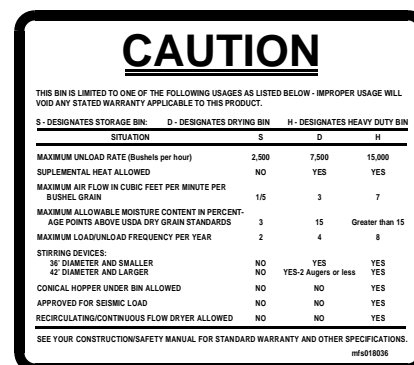 CAUTION
THIS BIN IS LIMITED TO ONE OF THE FOLLOWING USAGES AS LISTED BELOW - IMPROPER USAGE WILL
VOID ANY STATED WARRANTY APPLICABLE TO THIS PRODUCT.
S - DESIGNATES STORAGE BIN: D - DESIGNATES DRYING BIN H - DESIGNATES HEAVY DUTY BIN
SITUATION S D H
MAXIMUM UNLOAD RATE (Bushels per hour) 2,500 7,500 15,000
SUPLEMENTAL HEAT ALLOWED NO YES YES
MAXIMUM AIR FLOW IN CUBIC FEET PER MINUTE PER
BUSHEL GRAIN 1/5 3 7
MAXIMUM ALLOWABLE MOISTURE CONTENT IN PERCENT-
AGE POINTS ABOVE USDA DRY GRAIN STANDARDS 3 15 Greater than 15
MAXIMUM LOAD/UNLOAD FREQUENCY PER YEAR 2 4 8
STIRRING DEVICES:
36' DIAMETER AND SMALLER NO YES YES
42' DIAMETER AND LARGER NO YES-2 Augers or less YES
CONICAL HOPPER UNDER BIN ALLOWED NO NO YES
APPROVED FOR SEISMIC LOAD NO NO YES
RECIRCULATING/CONTINUOUS FLOW DRYER ALLOWED NO NO YES
SEE YOUR CONSTRUCTION/SAFETY MANUAL FOR STANDARD WARRANTY AND OTHER SPECIFICATIONS.
mfs018036